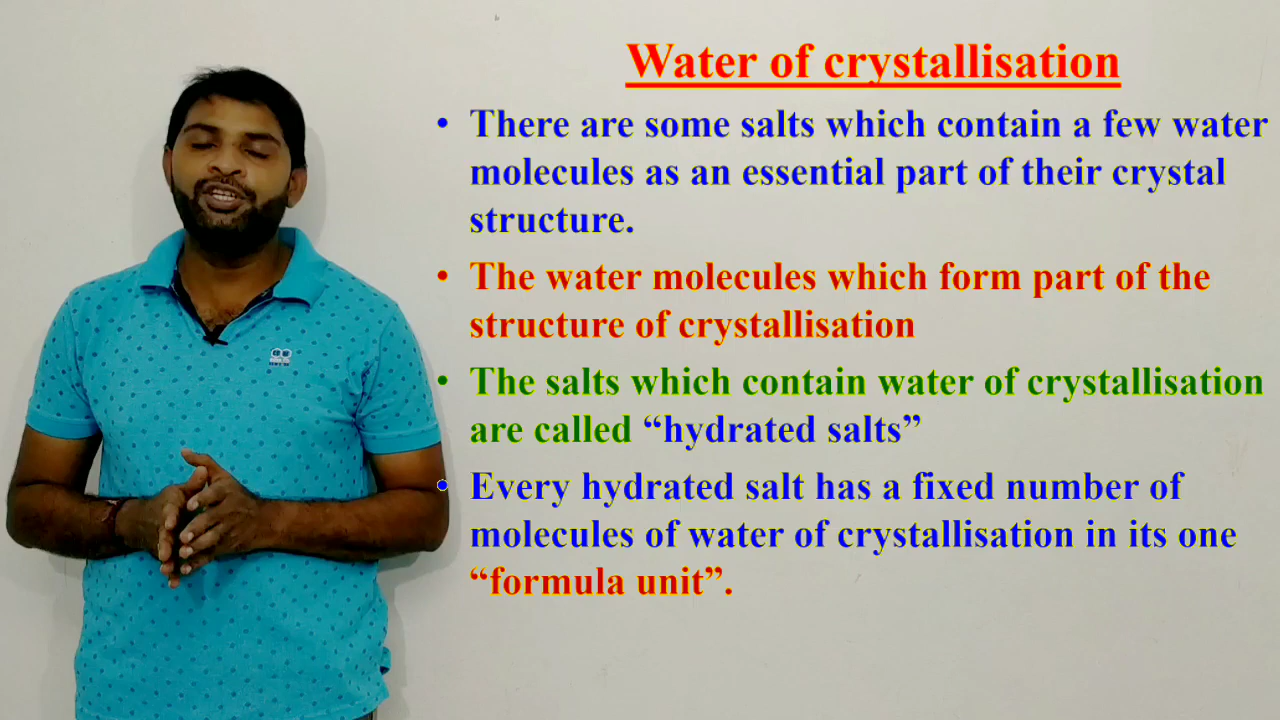 Water of crystallisation
• There are some salts which contain a few water
molecules as an essential part of their crystal
structure.
• The water molecules which form part of the
structure of crystallisation
• The salts which contain water of crystallisation
are called “hydrated salts”
• Every hydrated salt has a fixed number of
molecules of water of crystallisation in its one
“formula unit”.